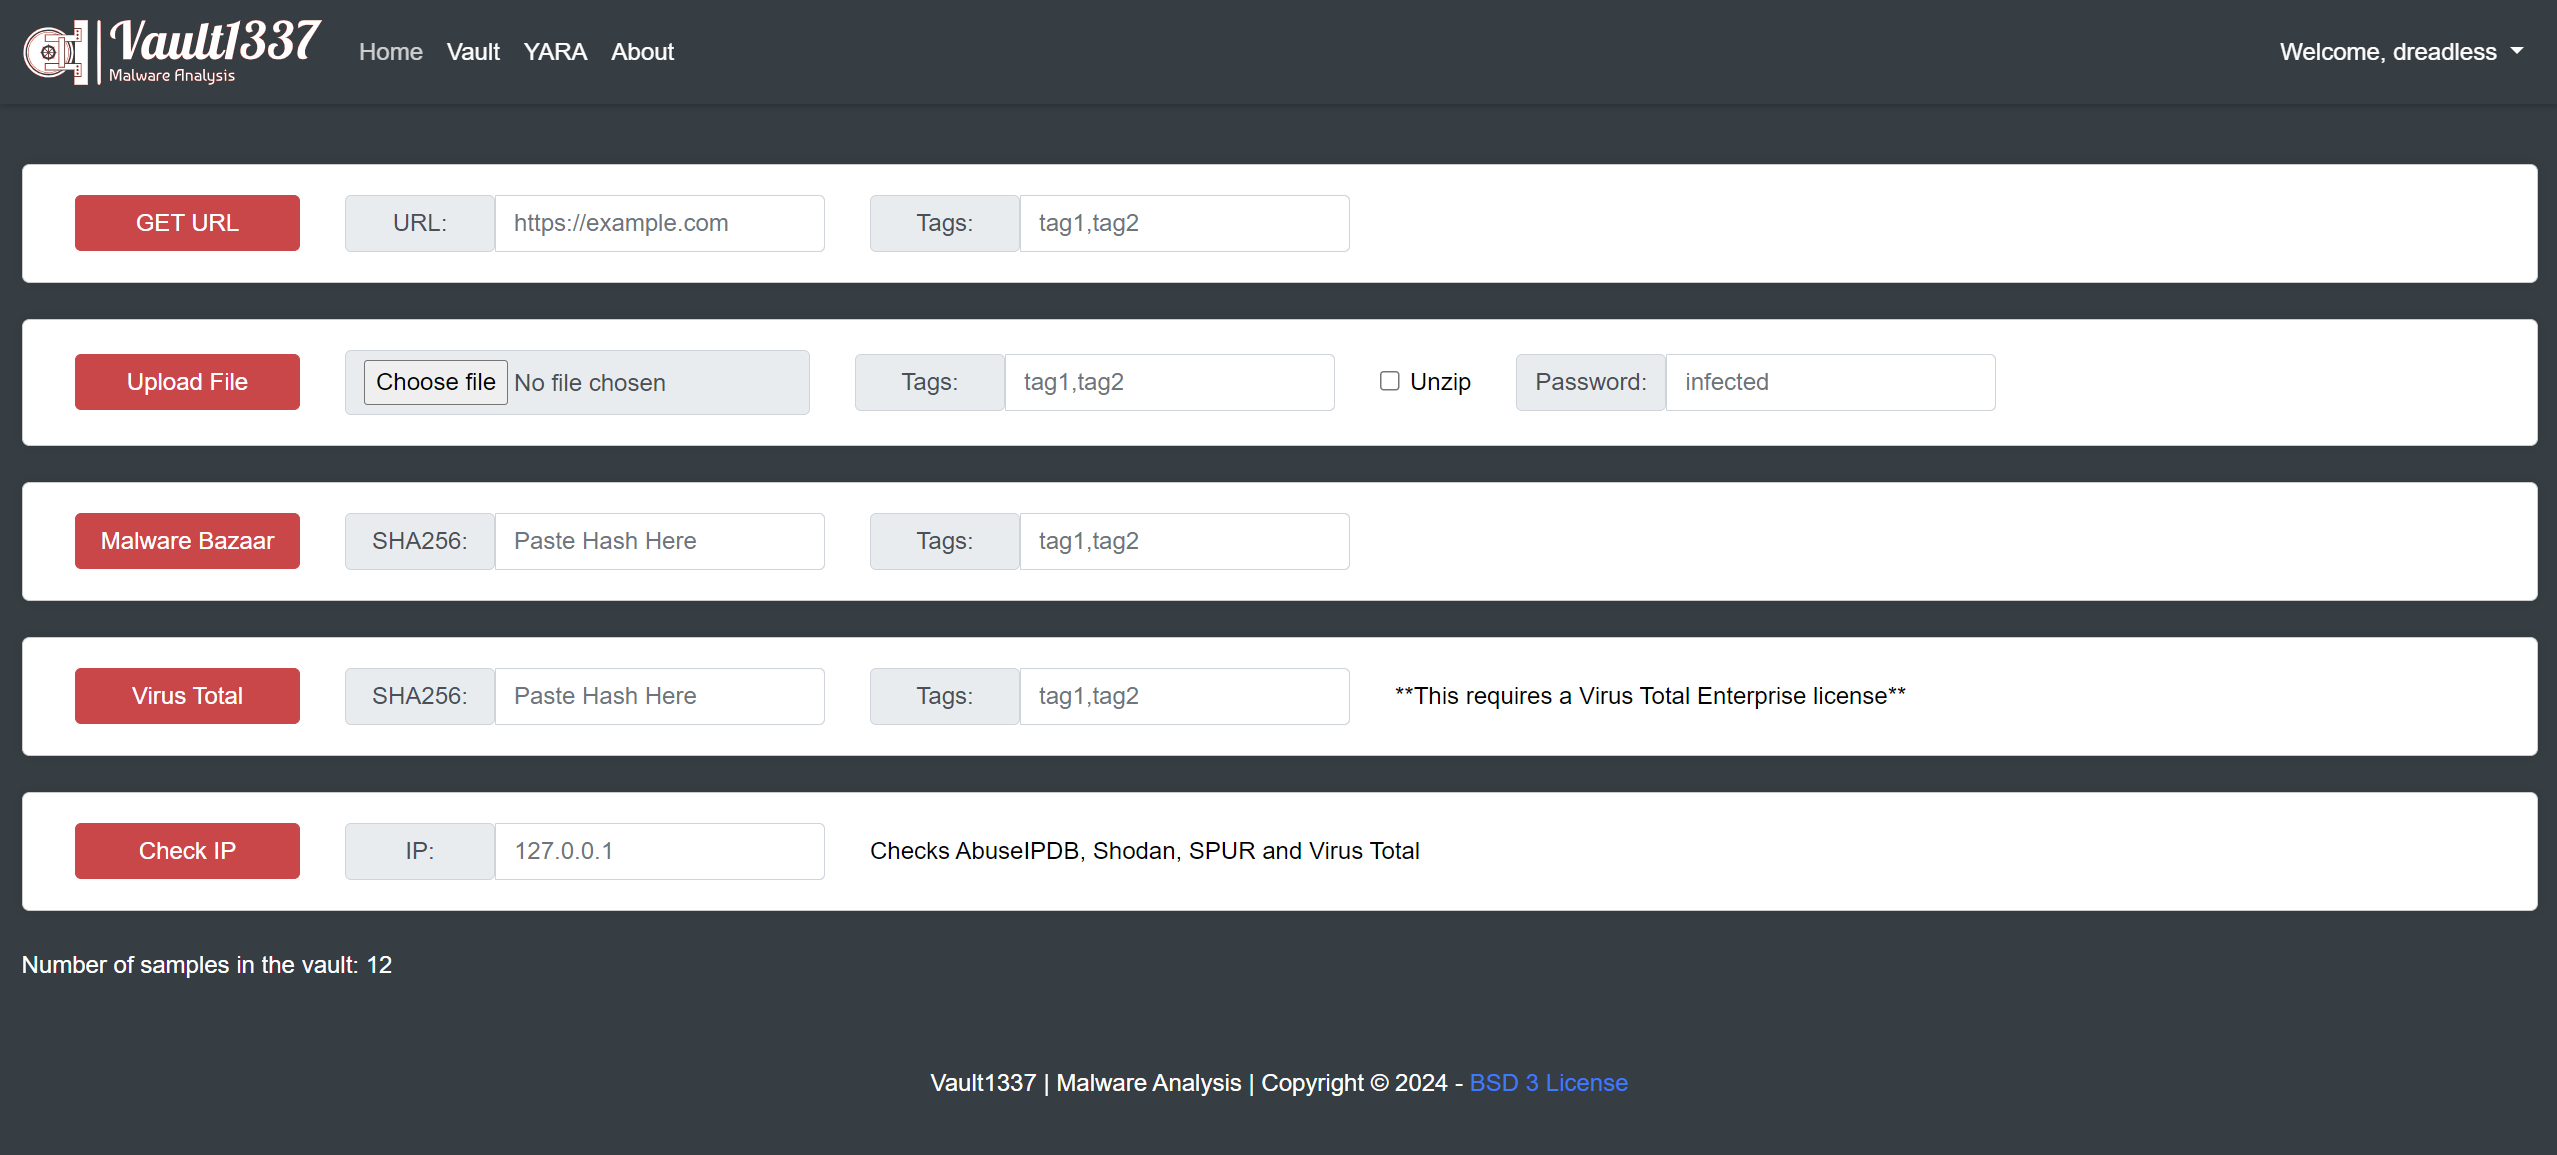 Vault1337
Malware Analysis
Home Vault YARA About
Welcome, dreadless
GET URL URL: https://example.com Tags: tag1,tag2
Upload File Choose file No file chosen Tags: tag1,tag2 Unzip Password: infected
Malware Bazaar SHA256: Paste Hash Here Tags: tag1,tag2
Virus Total SHA256: Paste Hash Here Tags: tag1,tag2 **This requires a Virus Total Enterprise license**
Check IP IP: 127.0.0.1 Checks AbuseIPDB, Shodan, SPUR and Virus Total
Number of samples in the vault: 12
Vault1337 | Malware Analysis | Copyright © 2024 - BSD 3 License